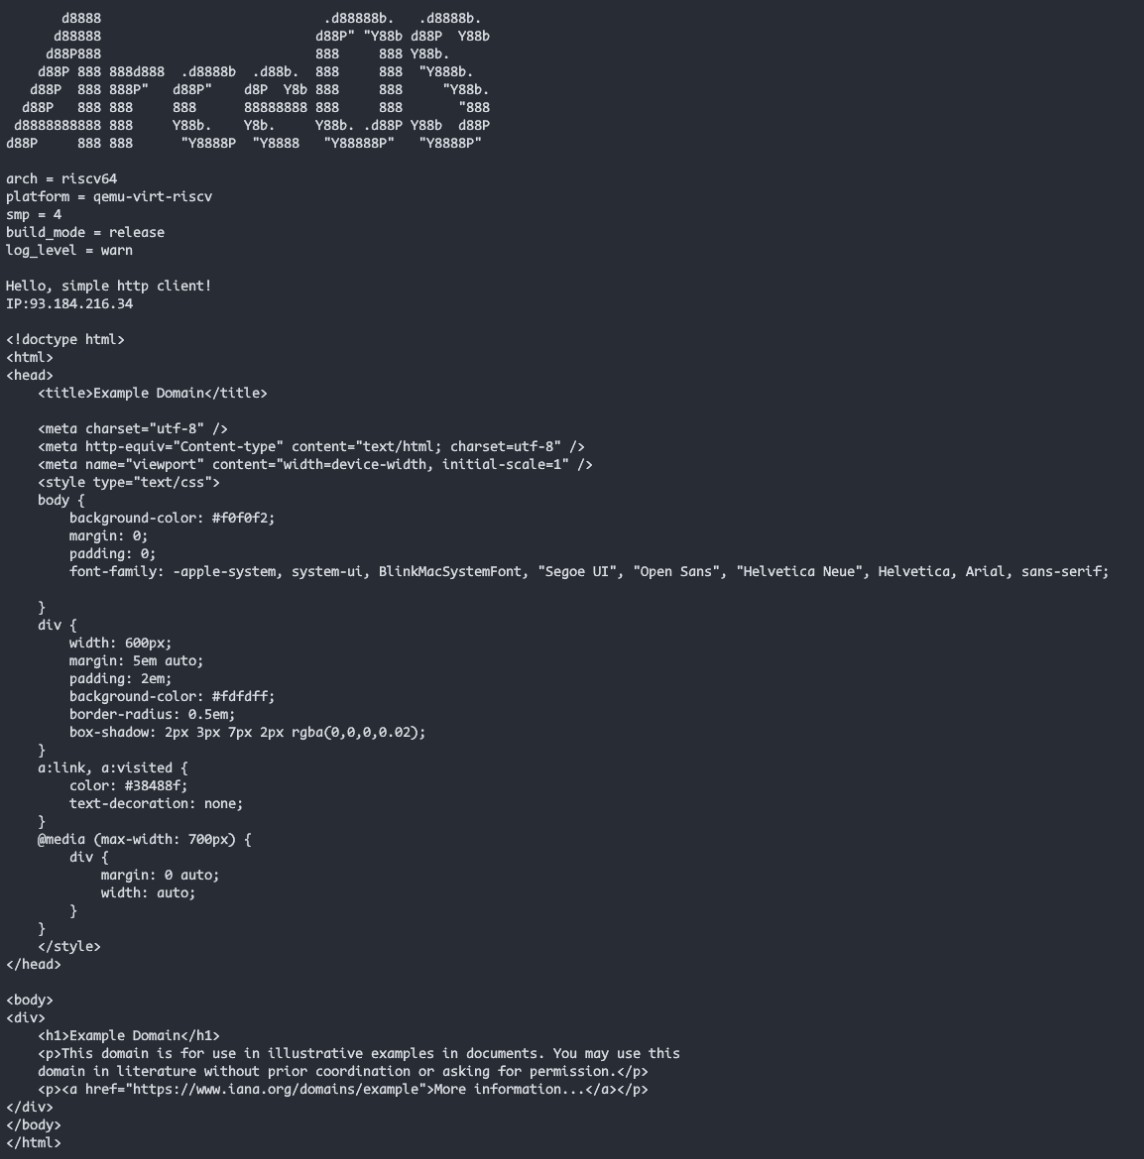 d8888                            .d88888b.   .d8888b.
      d88888                           d88P" "Y88b d88P  Y88b
     d88P888                           888     888 Y88b.
    d88P 888 888d888  .d8888b  .d88b.  888     888  "Y888b.
   d88P  888 888P"   d88P"    d8P  Y8b 888     888     "Y88b.
  d88P   888 888     888      88888888 888     888       "888
 d8888888888 888     Y88b.    Y8b.     Y88b. .d88P Y88b  d88P
d88P     888 888      "Y8888P  "Y8888   "Y88888P"   "Y8888P"

arch = riscv64
platform = qemu-virt-riscv
smp = 4
build_mode = release
log_level = warn

Hello, simple http client!
IP:93.184.216.34

<!doctype html>
<html>
<head>
    <title>Example Domain</title>

    <meta charset="utf-8" />
    <meta http-equiv="Content-type" content="text/html; charset=utf-8" />
    <meta name="viewport" content="width=device-width, initial-scale=1" />
    <style type="text/css">
    body {
        background-color: #f0f0f2;
        margin: 0;
        padding: 0;
        font-family: -apple-system, system-ui, BlinkMacSystemFont, "Segoe UI", "Open Sans", "Helvetica Neue", Helvetica, Arial, sans-serif;

    }
    div {
        width: 600px;
        margin: 5em auto;
        padding: 2em;
        background-color: #fdfdff;
        border-radius: 0.5em;
        box-shadow: 2px 3px 7px 2px rgba(0,0,0,0.02);
    }
    a:link, a:visited {
        color: #38488f;
        text-decoration: none;
    }
    @media (max-width: 700px) {
        div {
            margin: 0 auto;
            width: auto;
        }
    }
    </style>
</head>

<body>
<div>
    <h1>Example Domain</h1>
    <p>This domain is for use in illustrative examples in documents. You may use this
    domain in literature without prior coordination or asking for permission.</p>
    <p><a href="https://www.iana.org/domains/example">More information...</a></p>
</div>
</body>
</html>